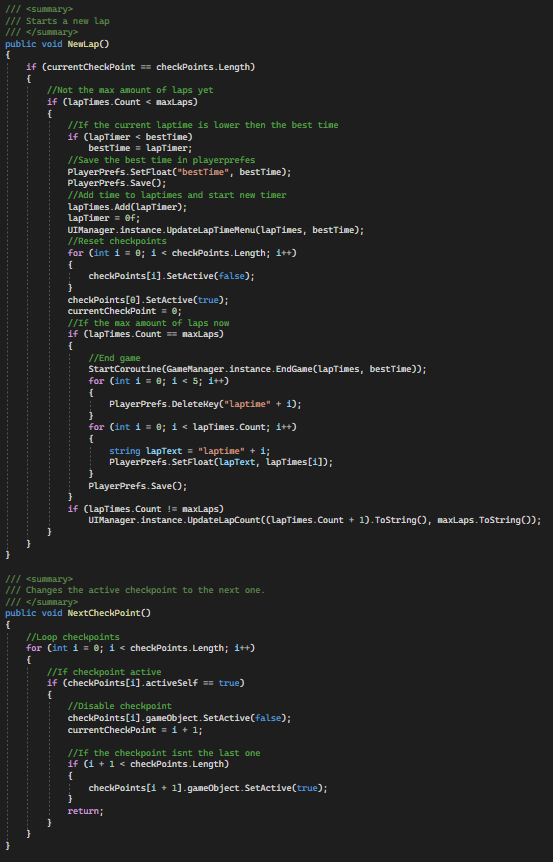 /// <summary>
/// Starts a new lap
/// </summary>
public void NewLap()
{
if (currentCheckPoint == checkPoints.Length)
{
//Not the max amount of laps yet
if (lapTimes.Count < maxLaps)
{
//If the current laptime is lower then the best time
if (lapTimer < bestTime)
bestTime = lapTimer;
//Save the best time in playerprefes
PlayerPrefs.SetFloat("bestTime", bestTime);
PlayerPrefs.Save();
//Add time to laptimes and start new timer
lapTimes.Add(lapTimer);
lapTimer = 0f;
UIManager.instance.UpdateLapTimeMenu(lapTimes, bestTime);
//Reset checkpoints
for (int i = 0; i < checkPoints.Length; i++)
{
checkPoints[i].SetActive(false);
}
checkPoints[0].SetActive(true);
currentCheckPoint = 0;
//If the max amount of laps now
if (lapTimes.Count == maxLaps)
{
//End game
StartCoroutine(GameManager.instance.EndGame(lapTimes, bestTime));
for (int i = 0; i < 5; i++)
{
PlayerPrefs.DeleteKey("laptime" + i);
}
for (int i = 0; i < lapTimes.Count; i++)
{
string lapText = "laptime" + i;
PlayerPrefs.SetFloat(lapText, lapTimes[i]);
}
PlayerPrefs.Save();
}
if (lapTimes.Count != maxLaps)
UIManager.instance.UpdateLapCount((lapTimes.Count + 1).ToString(), maxLaps.ToString());
}
}
}
/// <summary>
/// Changes the active checkpoint to the next one.
/// </summary>
public void NextCheckPoint()
{
//Loop checkpoints
for (int i = 0; i < checkPoints.Length; i++)
{
//If checkpoint active
if (checkPoints[i].activeSelf == true)
{
//Disable checkpoint
checkPoints[i].gameObject.SetActive(false);
currentCheckPoint = i + 1;
//If the checkpoint isnt the last one
if (i + 1 < checkPoints.Length)
{
checkPoints[i + 1].gameObject.SetActive(true);
}
return;
}
}
}